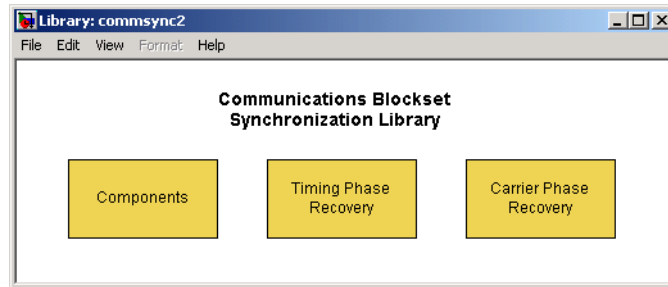 Library: commsync2
File Edit View Format Help
Communications Blockset
Synchronization Library
Components
Timing Phase
Recovery
Carrier Phase
Recovery